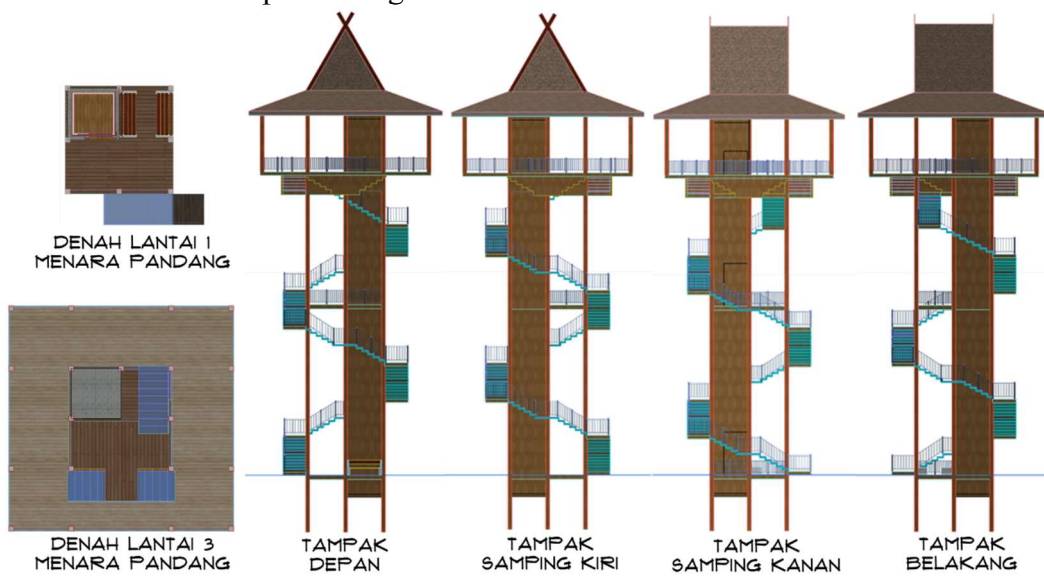 DENAH LANTAI 1
MENARA PANDANG
DENAH LANTAI 3
MENARA PANDANG
TAMPAK
DEPAN
TAMPAK
SAMPING KIRI
TAMPAK
SAMPING KANAN
TAMPAK
BELAKANG